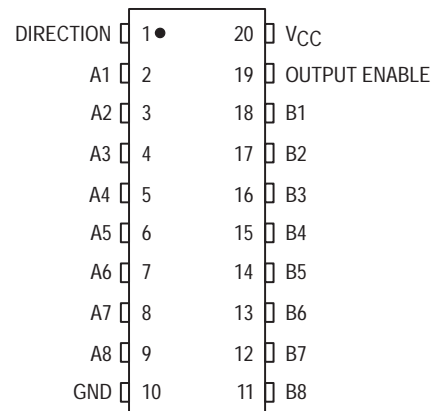 DIRECTION 1 20 VCC
A1 2 19 OUTPUT ENABLE
A2 3 18 B1
A3 4 17 B2
A4 5 16 B3
A5 6 15 B4
A6 7 14 B5
A7 8 13 B6
A8 9 12 B7
GND 10 11 B8